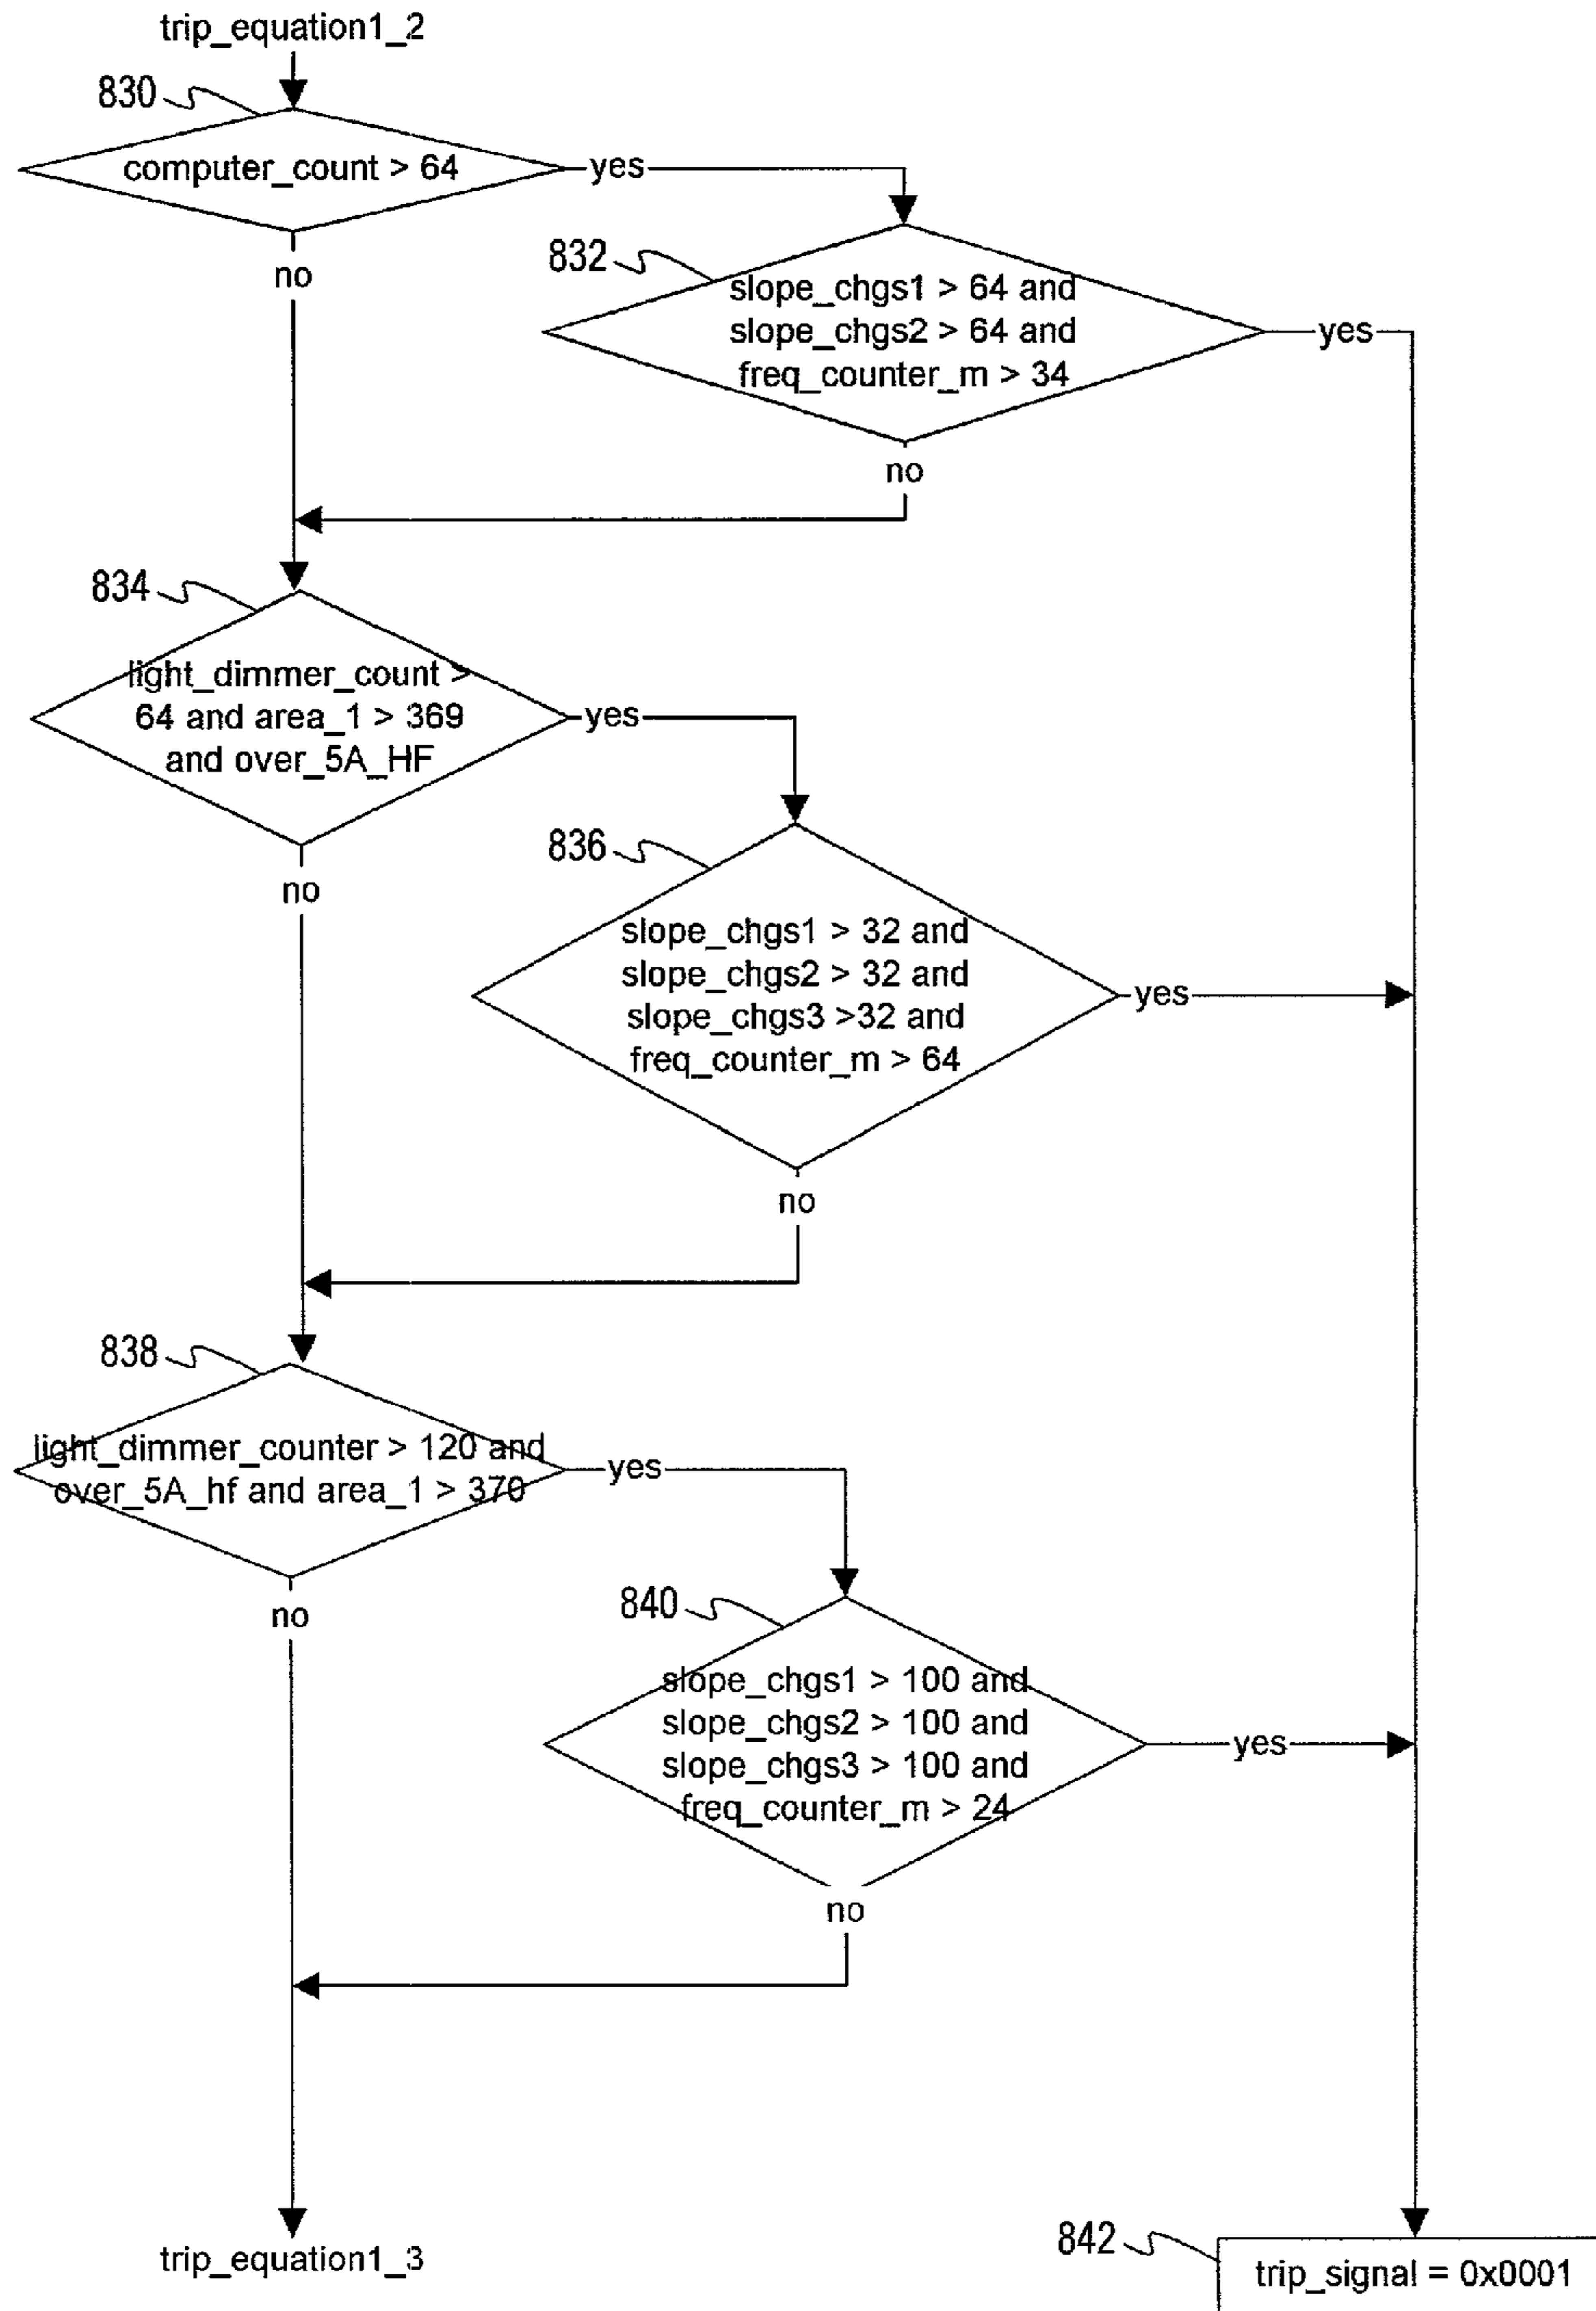 trip_equation1_2
830
computer_count > 64
yes
no
832
slope_chgs1 > 64 and
slope_chgs2 > 64 and
freq_counter_m > 34
yes
no
834
light_dimmer_count >
64 and area_1 > 369
and over_5A_HF
yes
no
836
slope_chgs1 > 32 and
slope_chgs2 > 32 and
slope_chgs3 >32 and
freq_counter_m > 64
yes
no
838
light_dimmer_counter > 120 and
over_5A_hf and area_1 > 370
yes
no
840
slope_chgs1 > 100 and
slope_chgs2 > 100 and
slope_chgs3 > 100 and
freq_counter_m > 24
yes
no
trip_equation1_3
842
trip_signal = 0x0001